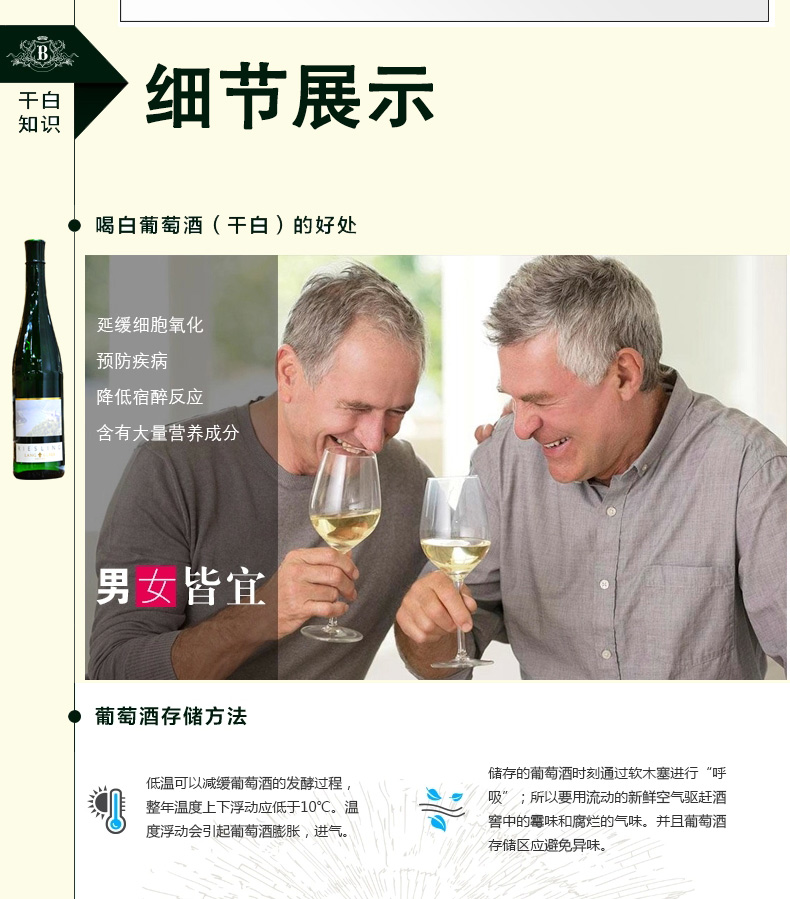 B
干白
知识
细节展示
喝白葡萄酒（干白）的好处
延缓细胞氧化
预防疾病
降低宿醉反应
含有大量营养成分
RIESLING
男女皆宜
葡萄酒存储方法
低温可以减缓葡萄酒的发酵过程，
整年温度上下浮动应低于10℃。温
度浮动会引起葡萄酒膨胀，进气。
储存的葡萄酒时刻通过软木塞进行“呼
吸”；所以要用流动的新鲜空气驱赶酒
窖中的霉味和腐烂的气味。并且葡萄酒
存储区应避免异味。